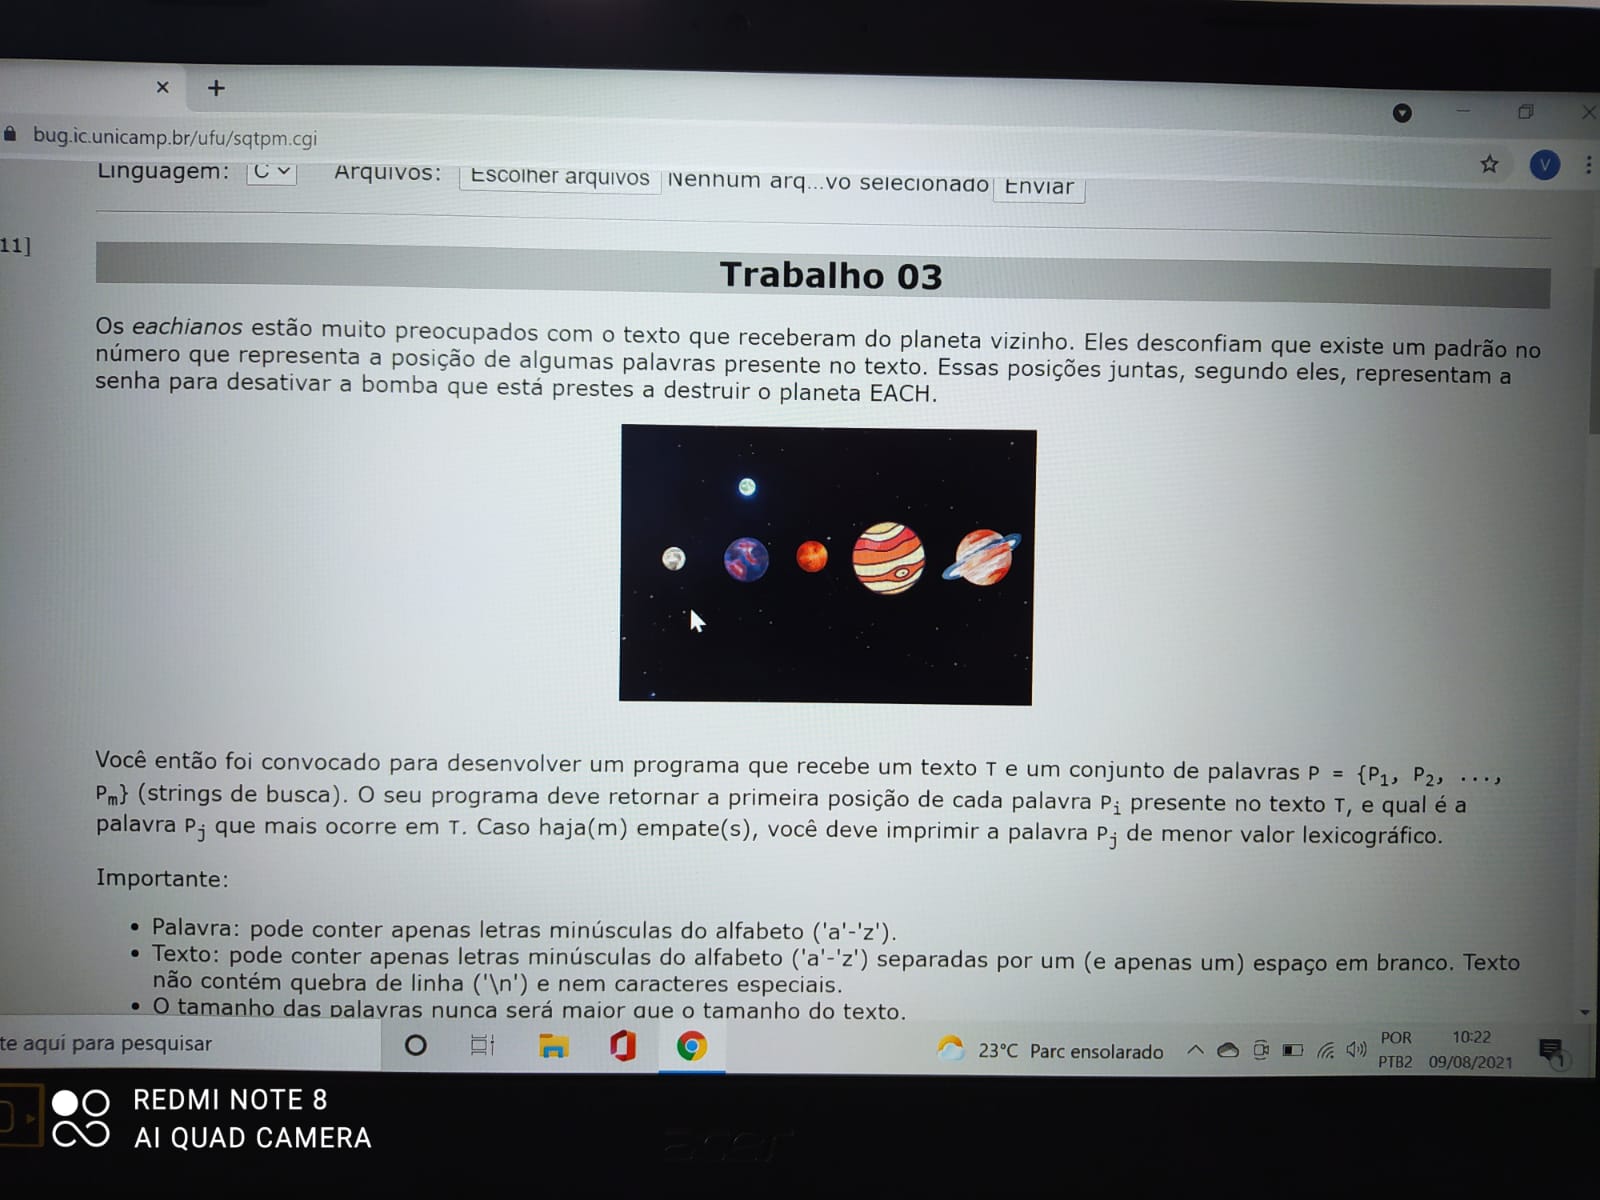 bug.ic.unicamp.br/ufu/sqtpm.cgi
V
Linguagem: C Arquivos: Escolher arquivos Nenhum arq...vo selecionado Enviar
11]
Trabalho 03
Os eachianos estão muito preocupados com o texto que receberam do planeta vizinho. Eles desconfiam que existe um padrão no
número que representa a posição de algumas palavras presente no texto. Essas posições juntas, segundo eles, representam a
senha para desativar a bomba que está prestes a destruir o planeta EACH.
Você então foi convocado para desenvolver um programa que recebe um texto T e um conjunto de palavras P = {P₁, P₂, ...,
Pₘ} (strings de busca). O seu programa deve retornar a primeira posição de cada palavra Pᵢ presente no texto T, e qual é a
palavra Pⱼ que mais ocorre em T. Caso haja(m) empate(s), você deve imprimir a palavra Pⱼ de menor valor lexicográfico.
Importante:
• Palavra: pode conter apenas letras minúsculas do alfabeto ('a'-'z').
• Texto: pode conter apenas letras minúsculas do alfabeto ('a'-'z') separadas por um (e apenas um) espaço em branco. Texto
não contém quebra de linha ('\n') e nem caracteres especiais.
• O tamanho das palavras nunca será maior que o tamanho do texto.
te aquí para pesquisar
23°C Parc ensolarado
POR
PTB2
10:22
09/08/2021
1
REDMI NOTE 8
AI QUAD CAMERA
acer